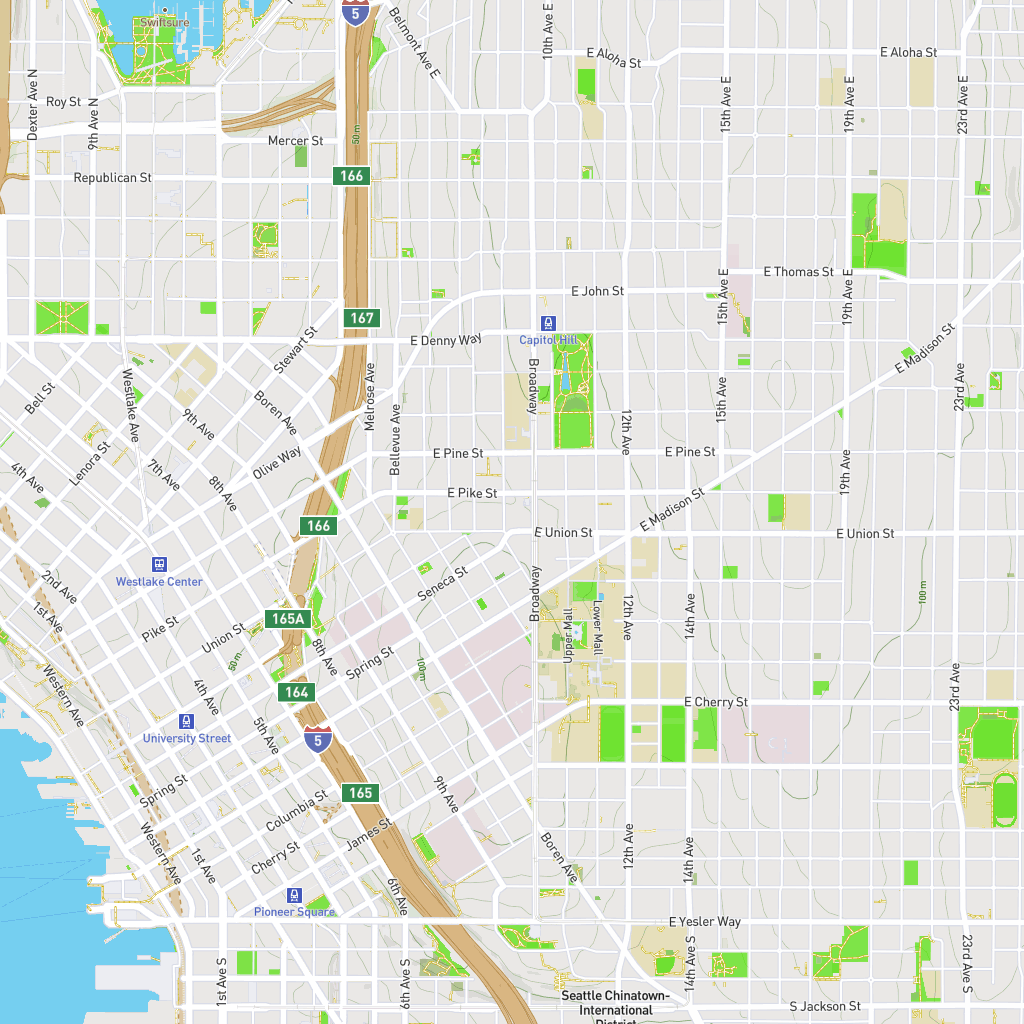 5
Swiftsure
Belmont Ave E
10th Ave E
E Aloha St
E Aloha St
Dexter Ave N
Roy St
9th Ave N
15th Ave E
19th Ave E
23rd Ave E
50 m
Mercer St
166
Republican St
E Thomas St
E John St
15th Ave E
19th Ave E
167
Capitol Hill
E Denny Way
Stewart St
E Madison St
Westlake Ave
Bell St
Boren Ave
Melrose Ave
Broadway
15th Ave
23rd Ave
9th Ave
Bellevue Ave
12th Ave
Lenora St
Olive Way
E Pine St
E Pine St
4th Ave
7th Ave
8th Ave
19th Ave
E Pike St
E Madison St
166
E Union St
E Union St
Westlake Center
2nd Ave
Seneca St
Broadway
100 m
1st Ave
Pike St
Union St
165A
Upper Mall
Lower Mall
12th Ave
14th Ave
50 m
8th Ave
Spring St
100m
Western Ave
4th Ave
164
E Cherry St
23rd Ave
University Street
5th Ave
5
Spring St
165
9th Ave
Columbia St
James St
Western Ave
1st Ave
Cherry St
Boren Ave
12th Ave
14th Ave
Pioneer Square
6th Ave
E Yesler Way
1st Ave S
6th Ave S
14th Ave S
23rd Ave S
Seattle Chinatown-
International
District
S Jackson St